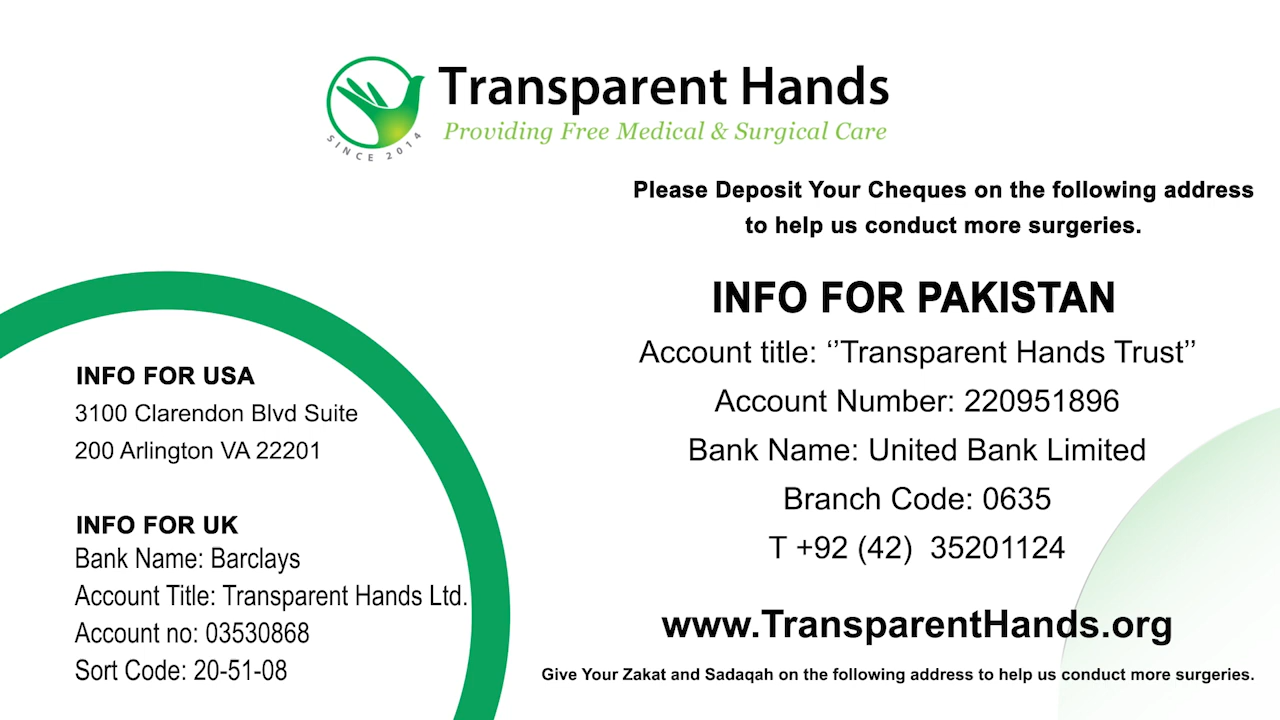 Transparent Hands
Providing Free Medical & Surgical Care
SINCE 2014
Please Deposit Your Cheques on the following address
to help us conduct more surgeries.
INFO FOR PAKISTAN
Account title: ‘’Transparent Hands Trust’’
Account Number: 220951896
Bank Name: United Bank Limited
Branch Code: 0635
T +92 (42)  35201124
www.TransparentHands.org
Give Your Zakat and Sadaqah on the following address to help us conduct more surgeries.
INFO FOR USA
3100 Clarendon Blvd Suite
200 Arlington VA 22201
INFO FOR UK
Bank Name: Barclays
Account Title: Transparent Hands Ltd.
Account no: 03530868
Sort Code: 20-51-08